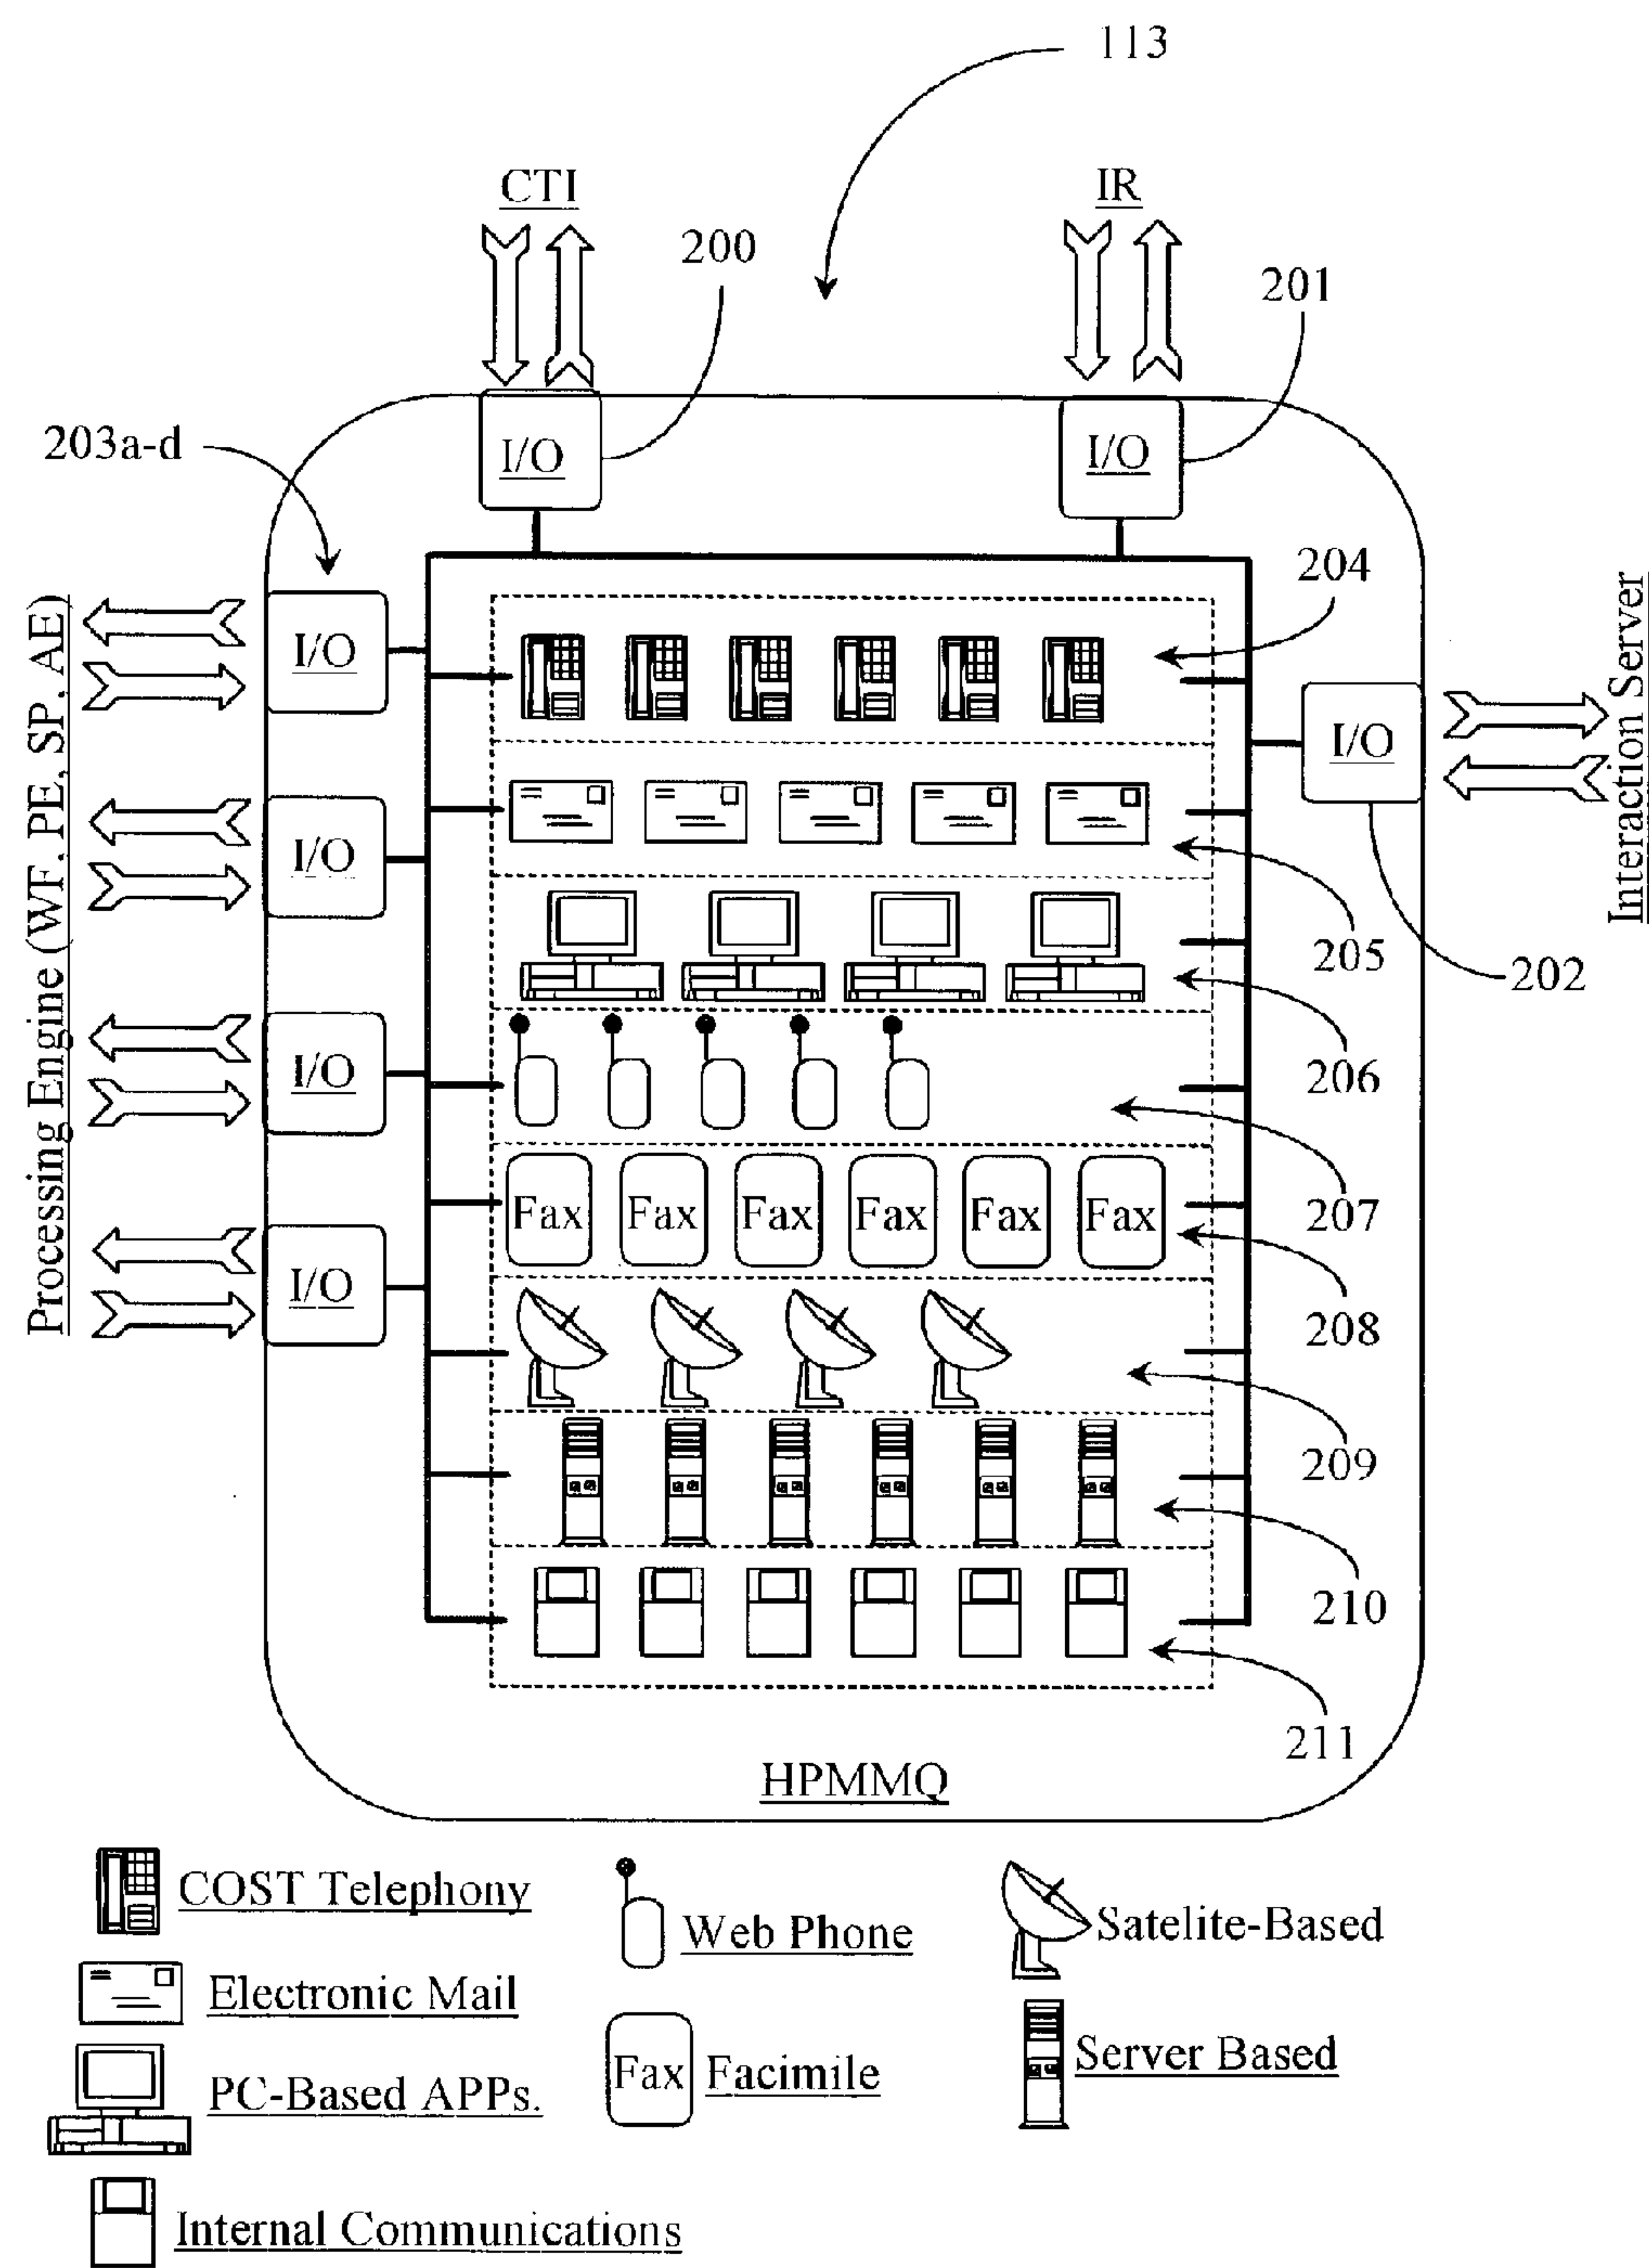 113
CTI
IR
200
201
203a-d
I/O
I/O
204
I/O
I/O
Processing Engine (WF, PE, SP, AE)
Interaction Server
I/O
205
202
I/O
206
207
Fax Fax Fax Fax Fax Fax
I/O
208
209
210
211
HPMMQ
COST Telephony
Web Phone
Satelite-Based
Electronic Mail
Fax
Facimile
Server Based
PC-Based APPs.
Internal Communications